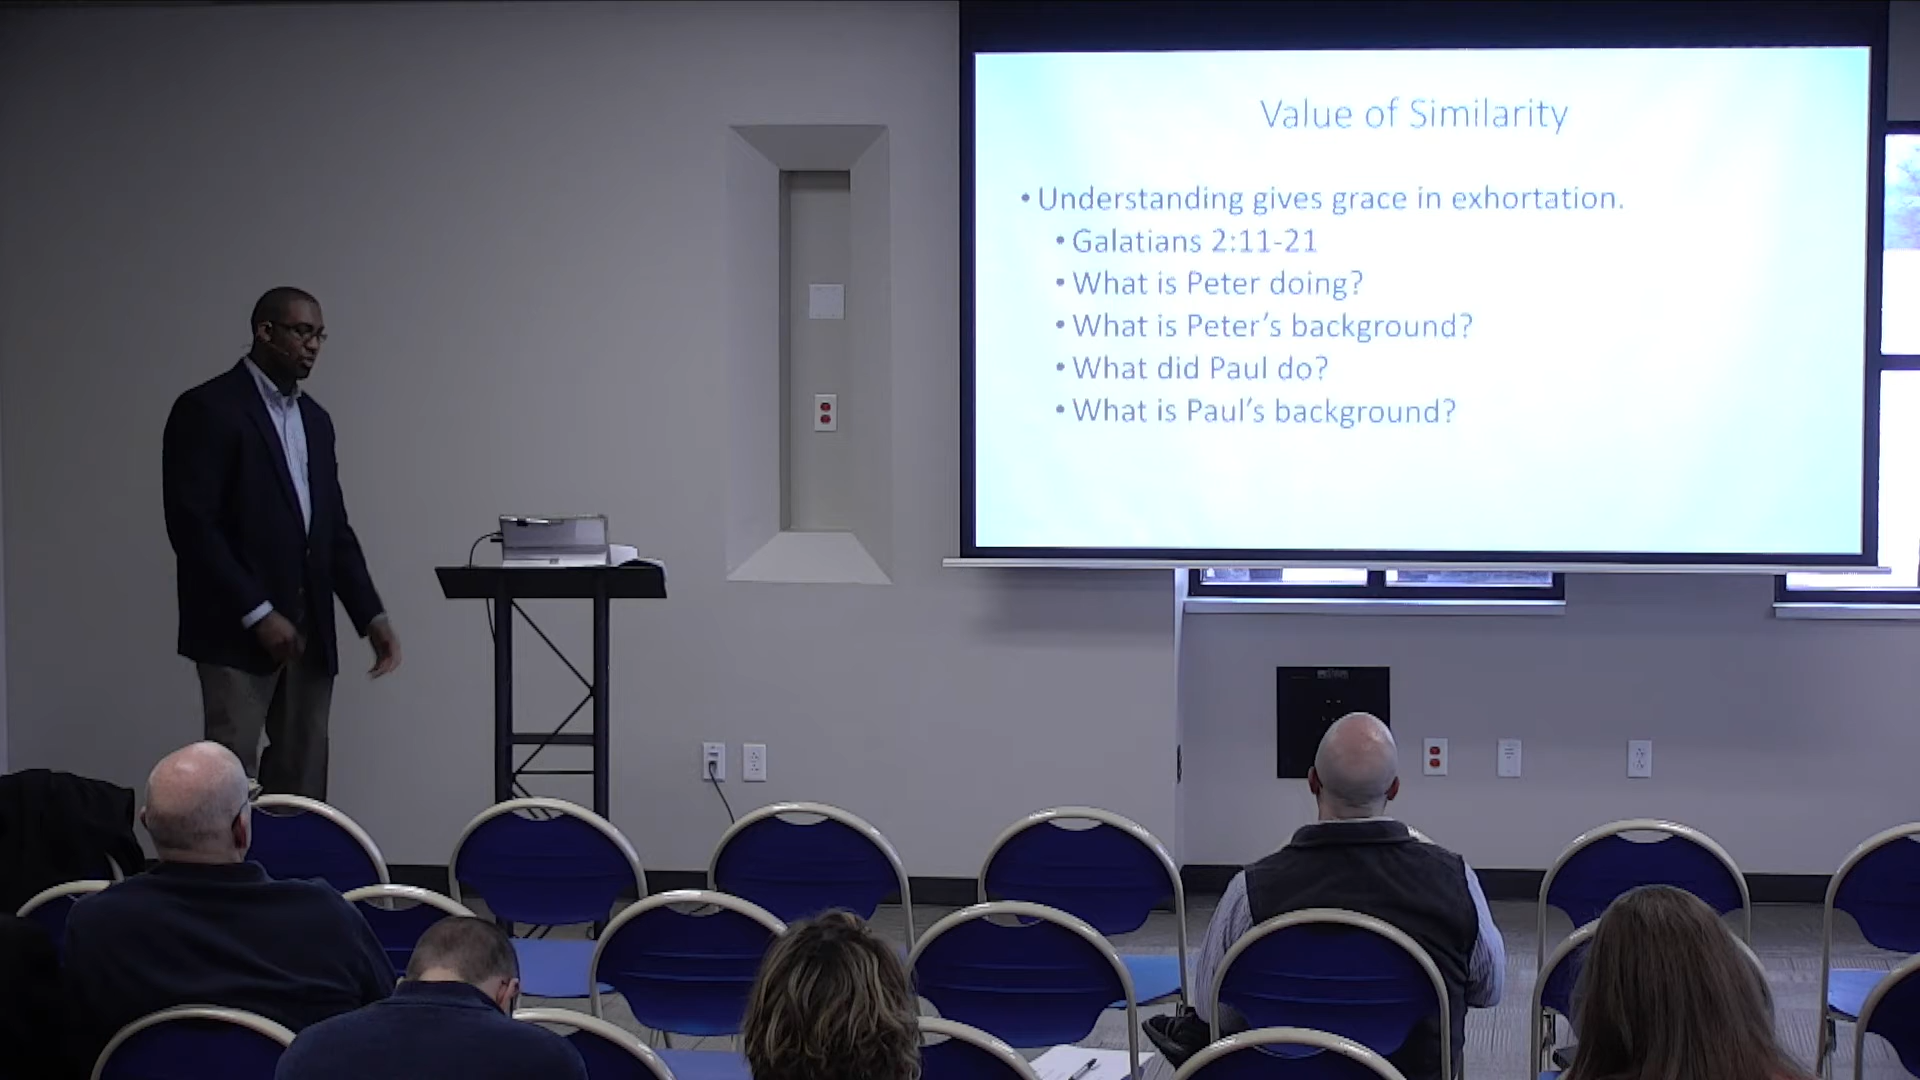 Value of Similarity
• Understanding gives grace in exhortation.
• Galatians 2:11-21
• What is Peter doing?
• What is Peter’s background?
• What did Paul do?
• What is Paul’s background?